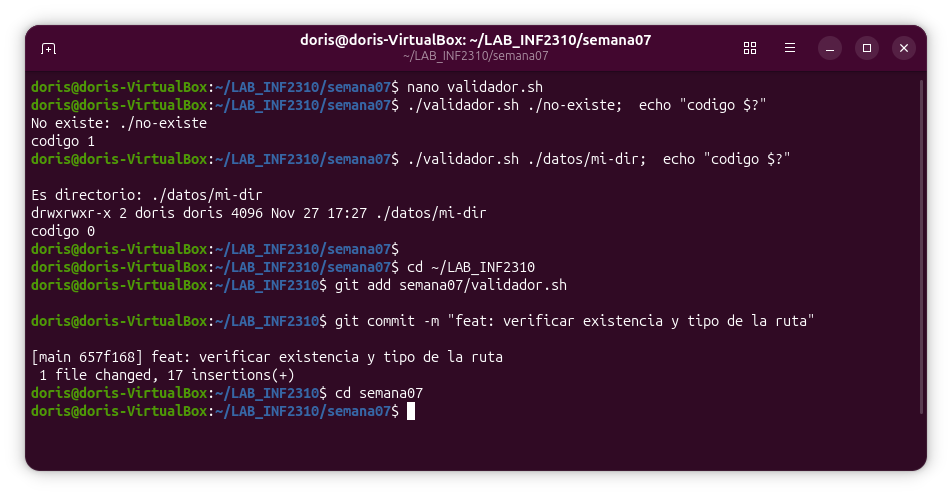 doris@doris-VirtualBox: ~/LAB_INF2310/semana07
~/LAB_INF2310/semana07
doris@doris-VirtualBox:~/LAB_INF2310/semana07$ nano validador.sh
doris@doris-VirtualBox:~/LAB_INF2310/semana07$ ./validador.sh ./no-existe;  echo "codigo $?"
No existe: ./no-existe
codigo 1
doris@doris-VirtualBox:~/LAB_INF2310/semana07$ ./validador.sh ./datos/mi-dir;  echo "codigo $?"
Es directorio: ./datos/mi-dir
drwxrwxr-x 2 doris doris 4096 Nov 27 17:27 ./datos/mi-dir
codigo 0
doris@doris-VirtualBox:~/LAB_INF2310/semana07$
doris@doris-VirtualBox:~/LAB_INF2310/semana07$ cd ~/LAB_INF2310
doris@doris-VirtualBox:~/LAB_INF2310$ git add semana07/validador.sh
doris@doris-VirtualBox:~/LAB_INF2310$ git commit -m "feat: verificar existencia y tipo de la ruta"
[main 657f168] feat: verificar existencia y tipo de la ruta
 1 file changed, 17 insertions(+)
doris@doris-VirtualBox:~/LAB_INF2310$ cd semana07
doris@doris-VirtualBox:~/LAB_INF2310/semana07$